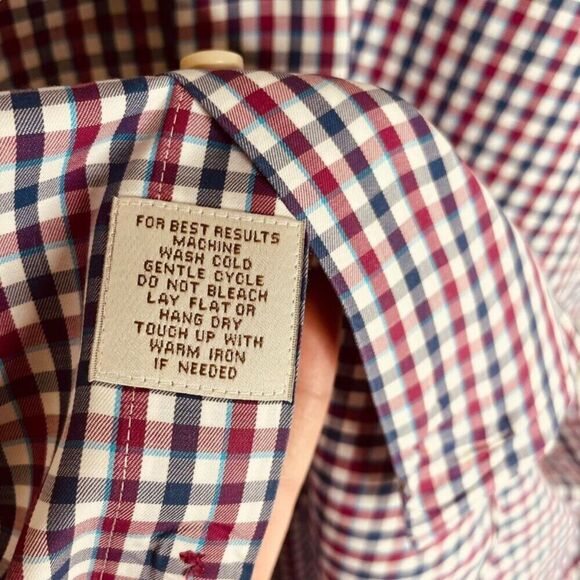 FOR BEST RESULTS
MACHINE
WASH COLD
GENTLE CYCLE
DO NOT BLEACH
LAY FLAT OR
HANG DRY
TOUCH UP WITH
WARM IRON
IF NEEDED